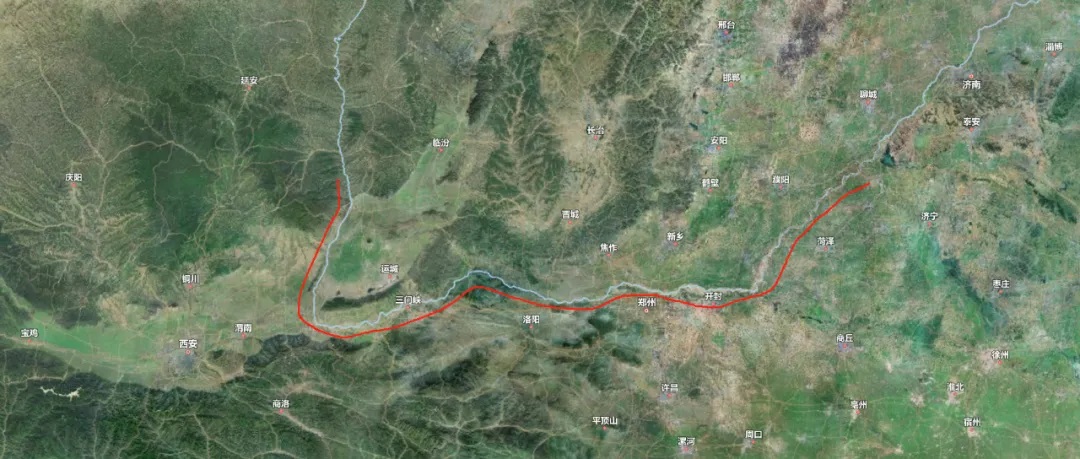 邢台
淄博
延安
邯郸
济南
聊城
泰安
长治
临汾
安阳
庆阳
鹤壁
濮阳
晋城
济宁
新乡
菏泽
焦作
运城
铜川
枣庄
三门峡
开封
郑州
洛阳
渭南
宝鸡
西安
商丘
徐州
许昌
淮北
商洛
亳州
平顶山
宿州
周口
漯河